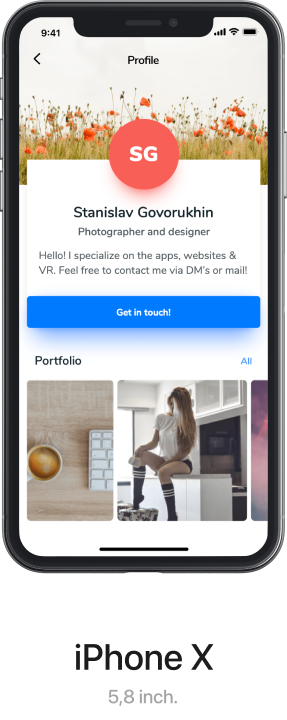 9:41
Profile
SG
Stanislav Govorukhin
Photographer and designer
Hello! I specialize on the apps, websites &
VR. Feel free to contact me via DM's or mail!
Get in touch!
Portfolio
All
iPhone X
5,8 inch.